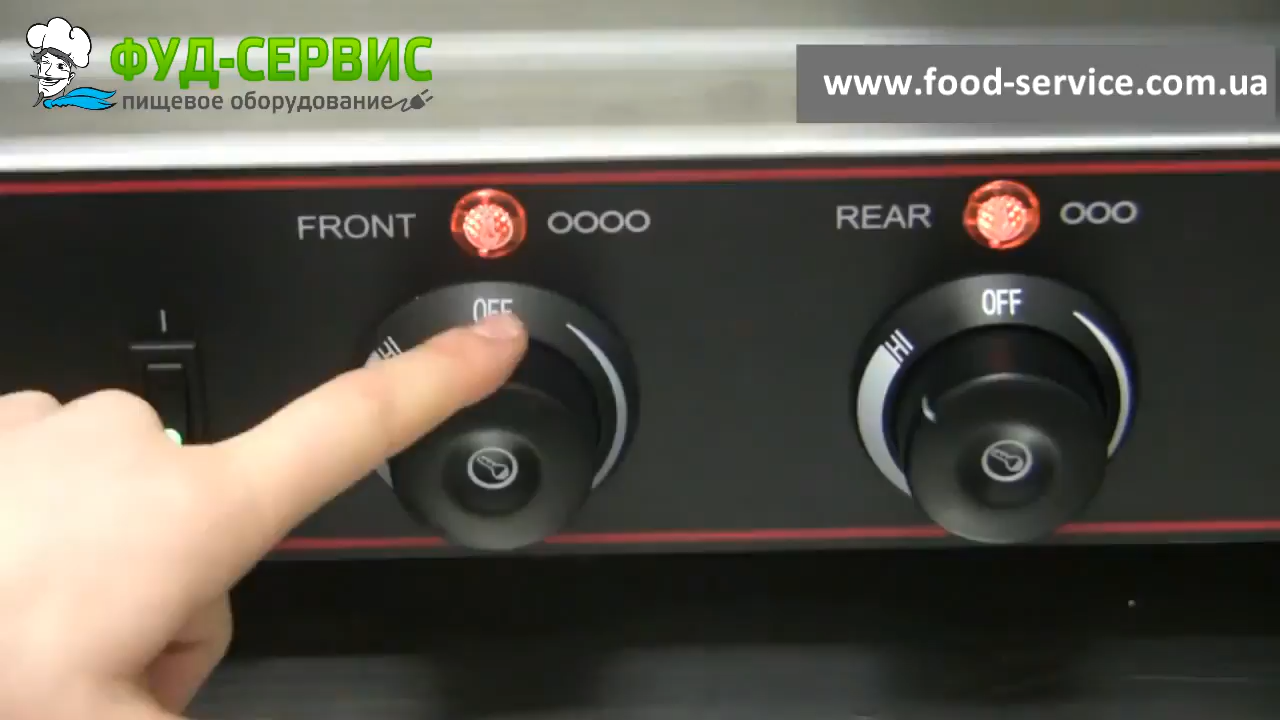 ФУД-СЕРВИС
пищевое оборудование
www.food-service.com.ua
FRONT OOOO
REAR OOO
OFF
HI
OFF
HI
I